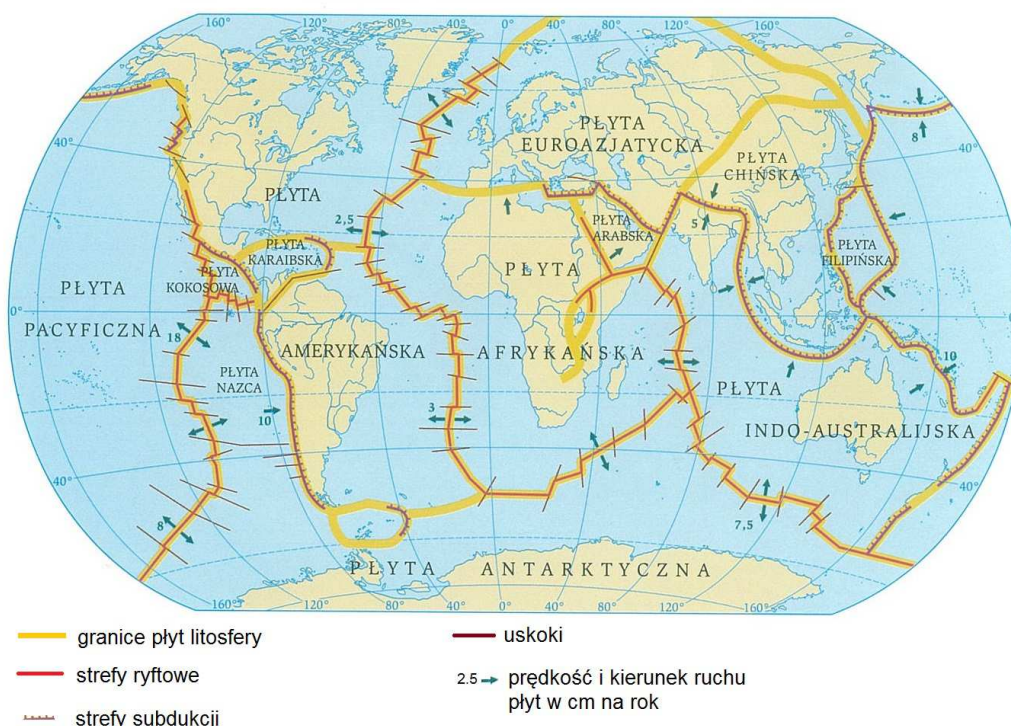 160° 120° 80° 40° 0° 40° 80° 120° 160°
PŁYTA
EUROAZJATYCKA
8
40°
40°
PŁYTA
CHIŃSKA
PŁYTA
2,5
5
PŁYTA
KARAIBSKA
PŁYTA
ARABSKA
PŁYTA
FILIPIŃSKA
PŁYTA
KOKOSOWA
PŁYTA
PŁYTA
0°
0°
PACYFICZNA
18
AMERYKAŃSKA
AFRYKAŃSKA
10
PŁYTA
NAZCA
PŁYTA
10
3
INDO-AUSTRALIJSKA
40°
40°
8
7,5
PŁYTA ANTARKTYCZNA
160° 120° 80° 40° 0° 40° 80° 120° 160°
granice płyt litosfery
uskoki
strefy ryftowe
2.5 prędkość i kierunek ruchu
płyt w cm na rok
strefy subdukcji